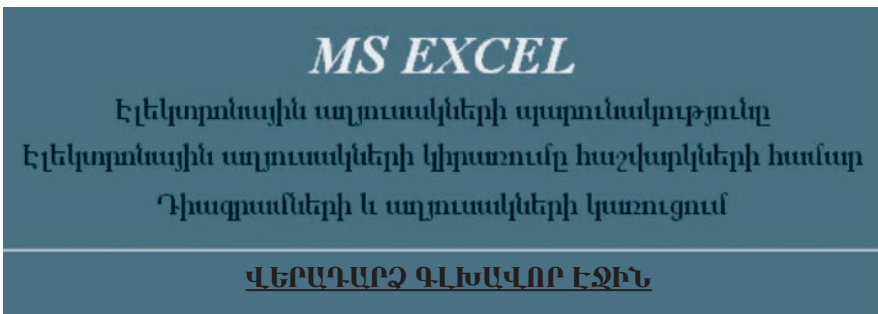 MS EXCEL
Էլեկտրոնային աղյուսակների պարունակությունը
Էլեկտրոնային աղյուսակների կիրառումը հաշվարկների համար
Դիագրամների և աղյուսակների կառուցում
ՎԵՐԱԴԱՐՁ ԳԼԽԱՎՈՐ ԷՋԻՆ